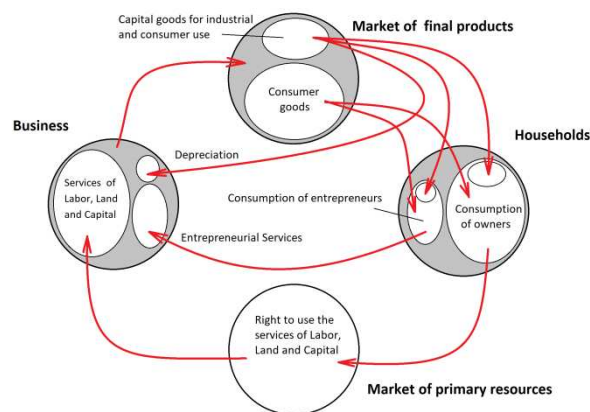 Capital goods for industrial
and consumer use
Market of final products
Consumer
goods
Business
Households
Depreciation
Services of
Labor, Land
and Capital
Consumption of entrepreneurs
Consumption
of owners
Entrepreneurial Services
Right to use the
services of Labor,
Land and Capital
Market of primary resources